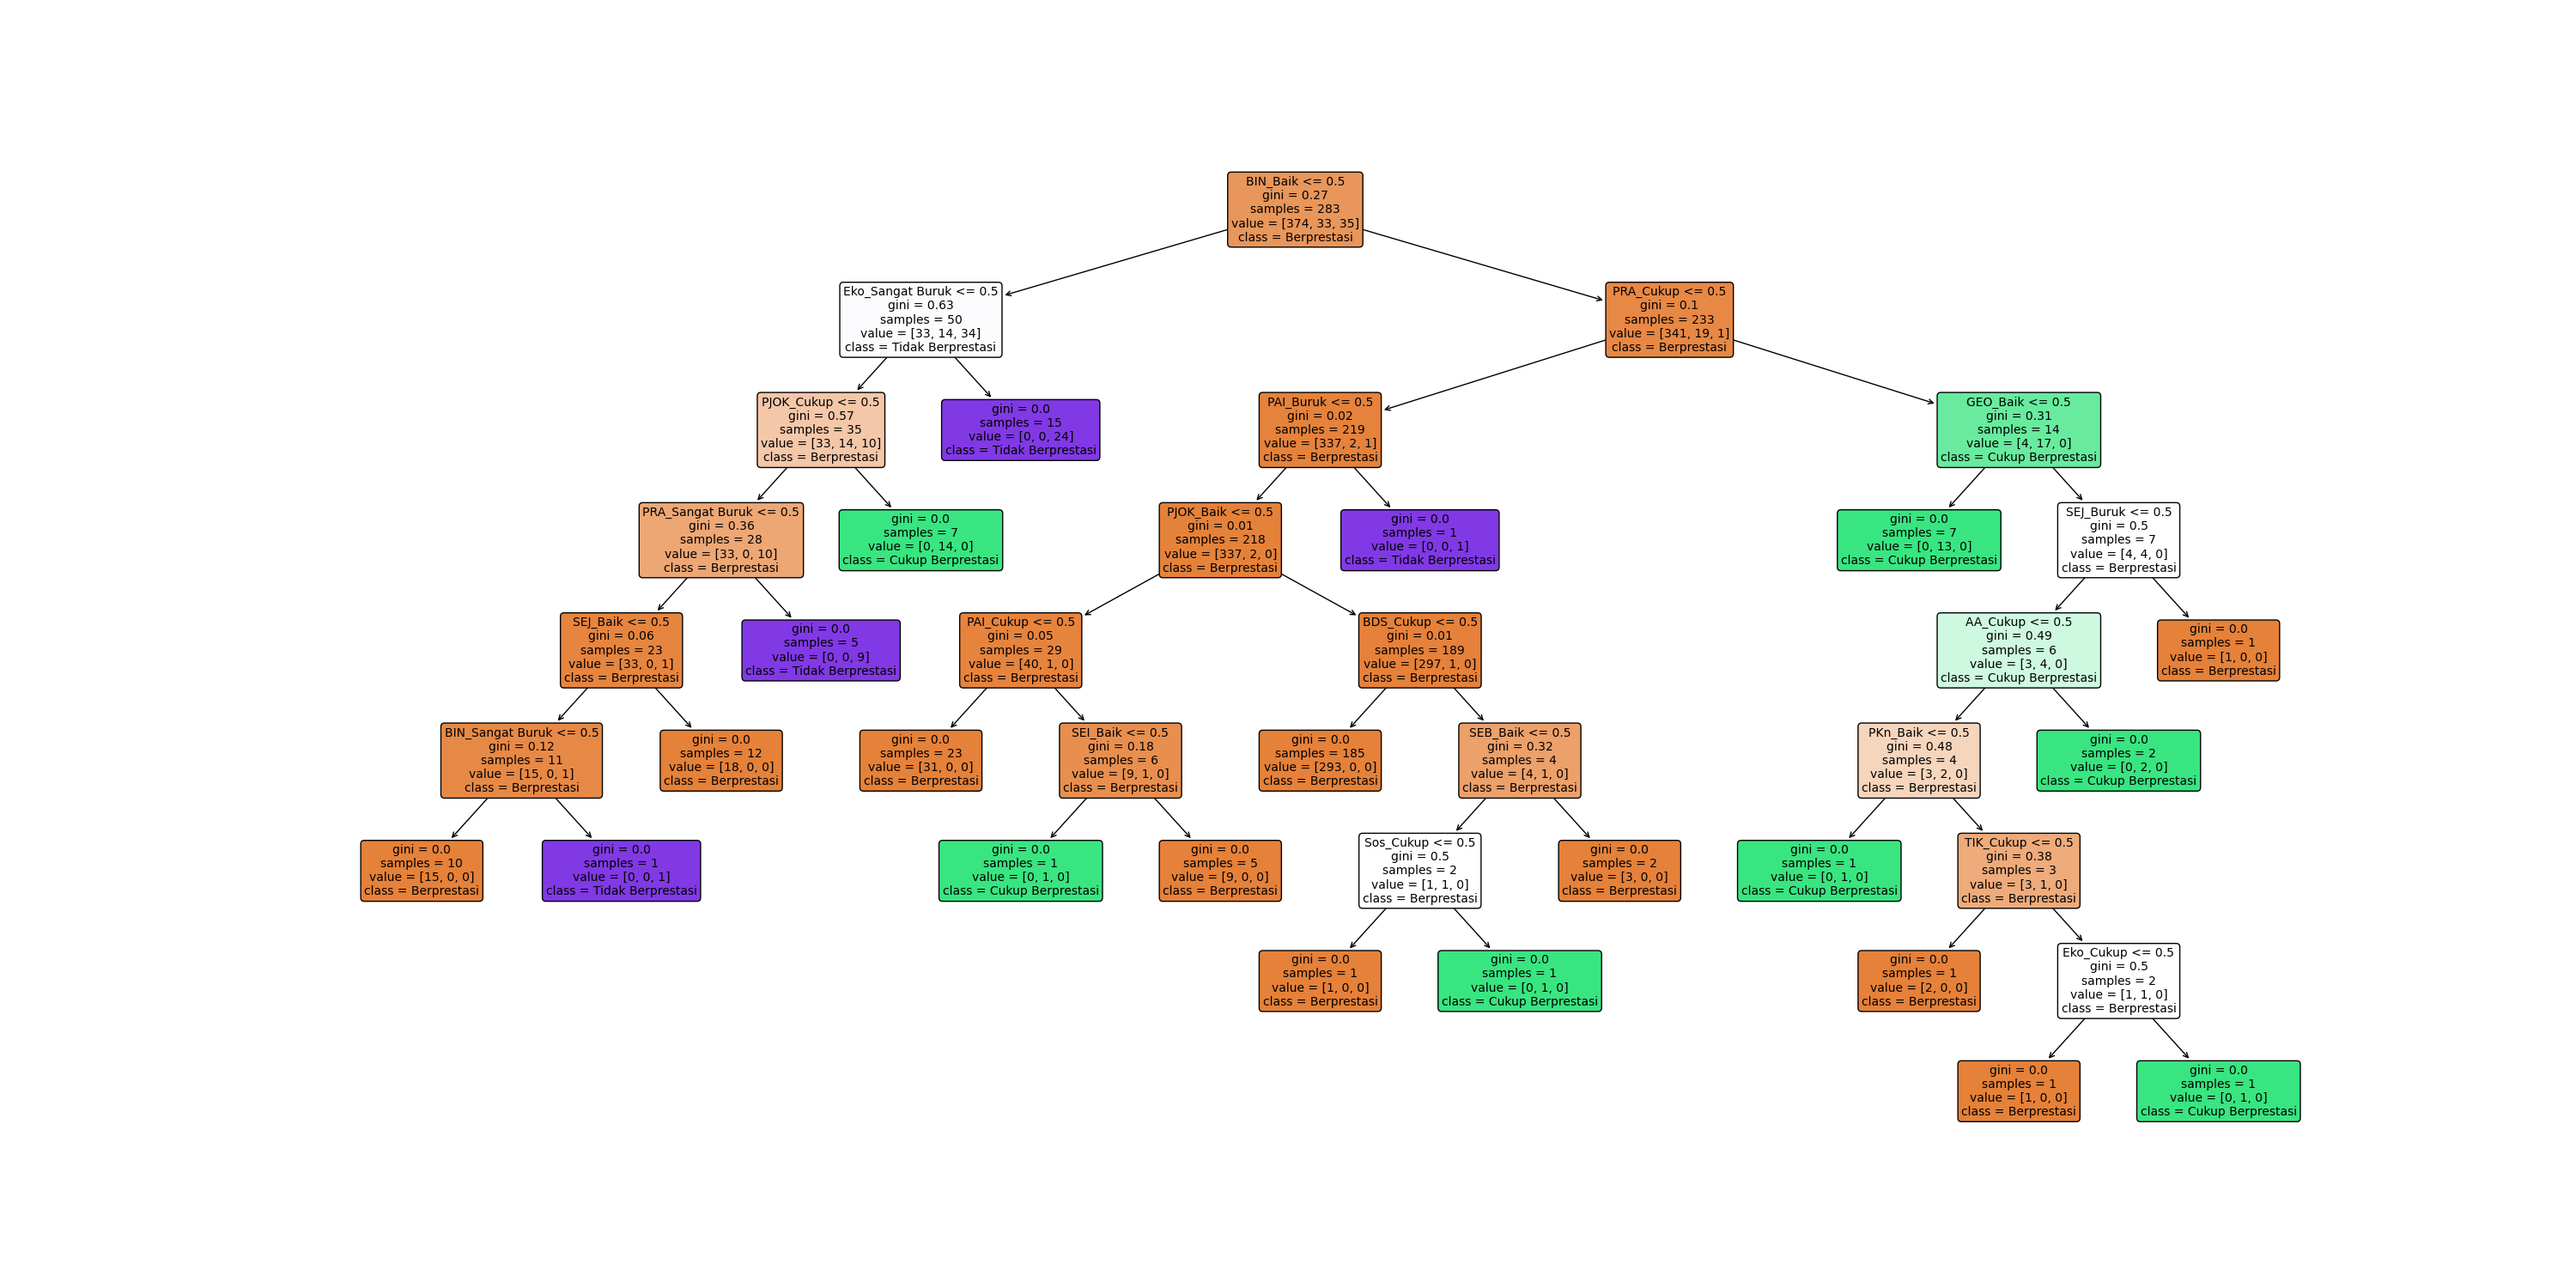 BIN_Baik <= 0.5
gini = 0.27
samples = 283
value = [374, 33, 35]
class = Berprestasi
Eko_Sangat Buruk <= 0.5
gini = 0.63
samples = 50
value = [33, 14, 34]
class = Tidak Berprestasi
PRA_Cukup <= 0.5
gini = 0.1
samples = 233
value = [341, 19, 1]
class = Berprestasi
PJOK_Cukup <= 0.5
gini = 0.57
samples = 35
value = [33, 14, 10]
class = Berprestasi
gini = 0.0
samples = 15
value = [0, 0, 24]
class = Tidak Berprestasi
PAI_Buruk <= 0.5
gini = 0.02
samples = 219
value = [337, 2, 1]
class = Berprestasi
GEO_Baik <= 0.5
gini = 0.31
samples = 14
value = [4, 17, 0]
class = Cukup Berprestasi
PRA_Sangat Buruk <= 0.5
gini = 0.36
samples = 28
value = [33, 0, 10]
class = Berprestasi
gini = 0.0
samples = 7
value = [0, 14, 0]
class = Cukup Berprestasi
PJOK_Baik <= 0.5
gini = 0.01
samples = 218
value = [337, 2, 0]
class = Berprestasi
gini = 0.0
samples = 1
value = [0, 0, 1]
class = Tidak Berprestasi
gini = 0.0
samples = 7
value = [0, 13, 0]
class = Cukup Berprestasi
SEJ_Buruk <= 0.5
gini = 0.5
samples = 7
value = [4, 4, 0]
class = Berprestasi
SEJ_Baik <= 0.5
gini = 0.06
samples = 23
value = [33, 0, 1]
class = Berprestasi
gini = 0.0
samples = 5
value = [0, 0, 9]
class = Tidak Berprestasi
PAI_Cukup <= 0.5
gini = 0.05
samples = 29
value = [40, 1, 0]
class = Berprestasi
BDS_Cukup <= 0.5
gini = 0.01
samples = 189
value = [297, 1, 0]
class = Berprestasi
AA_Cukup <= 0.5
gini = 0.49
samples = 6
value = [3, 4, 0]
class = Cukup Berprestasi
gini = 0.0
samples = 1
value = [1, 0, 0]
class = Berprestasi
BIN_Sangat Buruk <= 0.5
gini = 0.12
samples = 11
value = [15, 0, 1]
class = Berprestasi
gini = 0.0
samples = 12
value = [18, 0, 0]
class = Berprestasi
gini = 0.0
samples = 23
value = [31, 0, 0]
class = Berprestasi
SEI_Baik <= 0.5
gini = 0.18
samples = 6
value = [9, 1, 0]
class = Berprestasi
gini = 0.0
samples = 185
value = [293, 0, 0]
class = Berprestasi
SEB_Baik <= 0.5
gini = 0.32
samples = 4
value = [4, 1, 0]
class = Berprestasi
PKn_Baik <= 0.5
gini = 0.48
samples = 4
value = [3, 2, 0]
class = Berprestasi
gini = 0.0
samples = 2
value = [0, 2, 0]
class = Cukup Berprestasi
gini = 0.0
samples = 10
value = [15, 0, 0]
class = Berprestasi
gini = 0.0
samples = 1
value = [0, 0, 1]
class = Tidak Berprestasi
gini = 0.0
samples = 1
value = [0, 1, 0]
class = Cukup Berprestasi
gini = 0.0
samples = 5
value = [9, 0, 0]
class = Berprestasi
Sos_Cukup <= 0.5
gini = 0.5
samples = 2
value = [1, 1, 0]
class = Berprestasi
gini = 0.0
samples = 2
value = [3, 0, 0]
class = Berprestasi
gini = 0.0
samples = 1
value = [0, 1, 0]
class = Cukup Berprestasi
TIK_Cukup <= 0.5
gini = 0.38
samples = 3
value = [3, 1, 0]
class = Berprestasi
gini = 0.0
samples = 1
value = [1, 0, 0]
class = Berprestasi
gini = 0.0
samples = 1
value = [0, 1, 0]
class = Cukup Berprestasi
gini = 0.0
samples = 1
value = [2, 0, 0]
class = Berprestasi
Eko_Cukup <= 0.5
gini = 0.5
samples = 2
value = [1, 1, 0]
class = Berprestasi
gini = 0.0
samples = 1
value = [1, 0, 0]
class = Berprestasi
gini = 0.0
samples = 1
value = [0, 1, 0]
class = Cukup Berprestasi